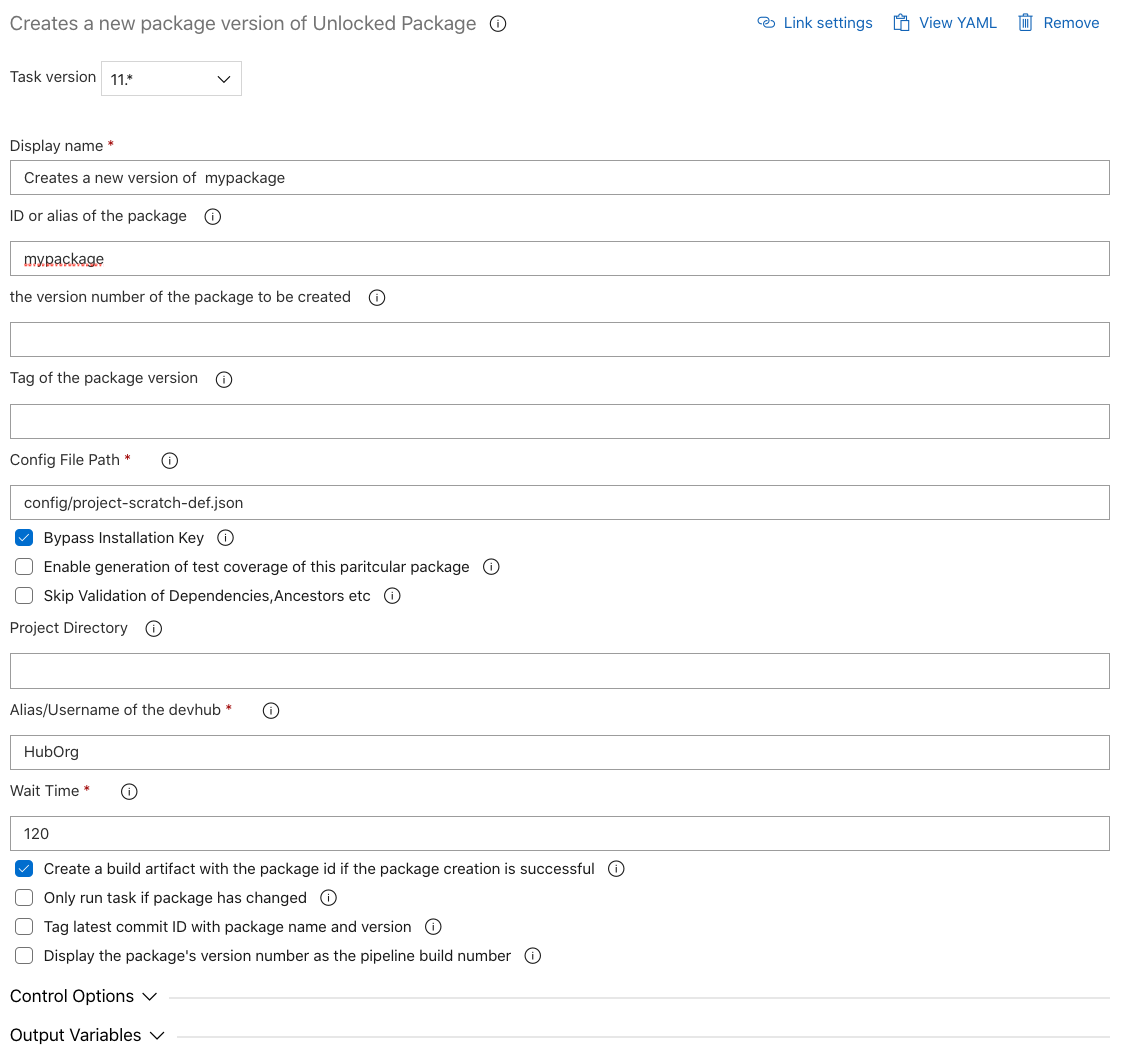 Creates a new package version of Unlocked Package
Link settings View YAML Remove
Task version 11.*
Display name *
Creates a new version of  mypackage
ID or alias of the package
mypackage
the version number of the package to be created
Tag of the package version
Config File Path *
config/project-scratch-def.json
Bypass Installation Key
Enable generation of test coverage of this paritcular package
Skip Validation of Dependencies,Ancestors etc
Project Directory
Alias/Username of the devhub *
HubOrg
Wait Time *
120
Create a build artifact with the package id if the package creation is successful
Only run task if package has changed
Tag latest commit ID with package name and version
Display the package's version number as the pipeline build number
Control Options
Output Variables